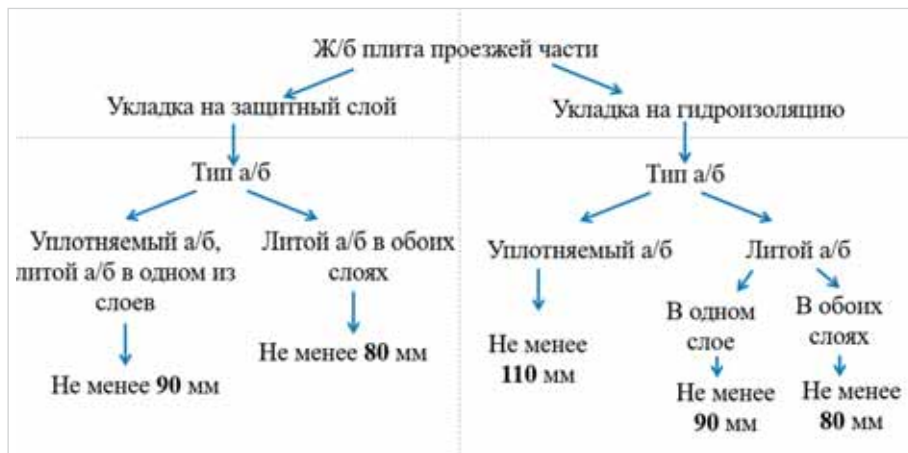 Ж/б плита проезжей части
Укладка на защитный слой
Укладка на гидроизоляцию
Тип а/б
Тип а/б
Уплотняемый а/б,
литой а/б в одном из
слоев
Литой а/б в обоих
слоях
Уплотняемый а/б
Литой а/б
В одном
слое
В обоих
слоях
Не менее 90 мм
Не менее 80 мм
Не менее
110 мм
Не менее
90 мм
Не менее
80 мм